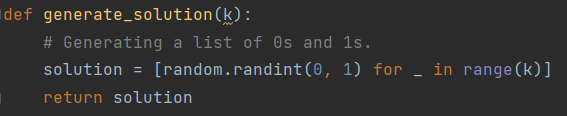 def generate_solution(k):
    # Generating a list of 0s and 1s.
    solution = [random.randint(0, 1) for _ in range(k)]
    return solution